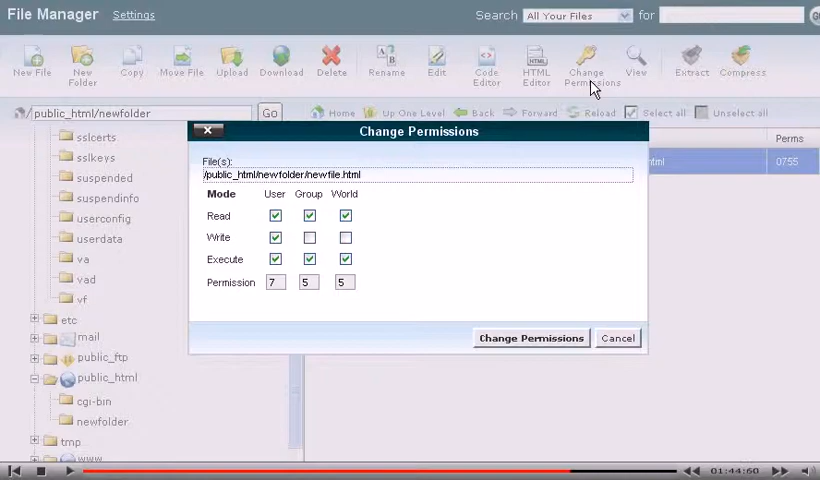 File Manager Settings Search All Your Files for
New File New Folder Copy Move File Upload Download Delete Rename Edit Code Editor HTML Editor Change Permissions View Extract Compress
/public_html/newfolder Go Home Up One Level Back Forward Reload Select all Unselect all
Change Permissions
File(s):
/public_html/newfolder/newfile.html
Mode User Group World
Read
Write
Execute
Permission 7 5 5
Change Permissions Cancel
Perms
html 0755
sslcerts
sslkeys
suspended
suspendinfo
userconfig
userdata
va
vad
vf
etc
mail
public_ftp
public_html
cgi-bin
newfolder
tmp
www
01:44:60